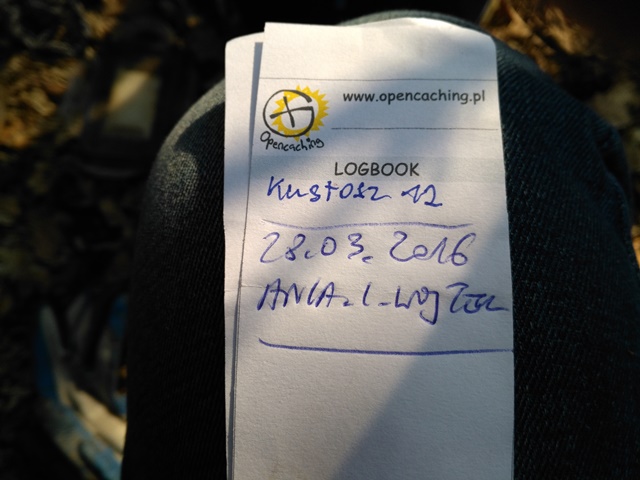 www.opencaching.pl
Opencaching
LOGBOOK
Kustosz 12
28.03.2016
ANIA.I.WOJTEK